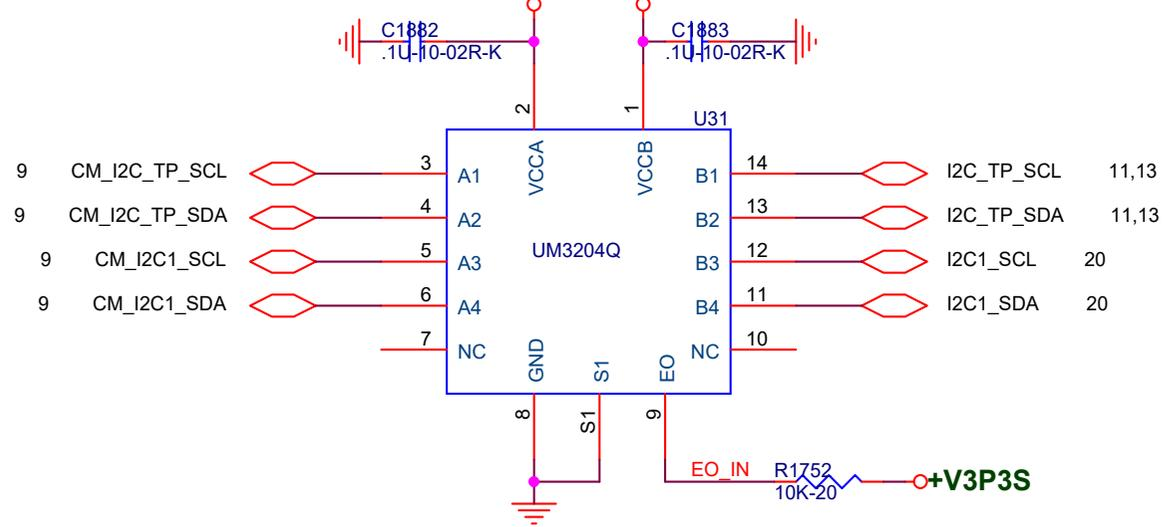 C1882
.1U-10-02R-K
C1883
.1U-10-02R-K
2
1
U31
VCCA
VCCB
9 CM_I2C_TP_SCL 3 A1
B1 14 I2C_TP_SCL 11,13
9 CM_I2C_TP_SDA 4 A2
B2 13 I2C_TP_SDA 11,13
UM3204Q
9 CM_I2C1_SCL 5 A3
B3 12 I2C1_SCL 20
9 CM_I2C1_SDA 6 A4
B4 11 I2C1_SDA 20
7 NC
NC 10
GND
S1
EO
8
S1
9
EO_IN
R1752
10K-20
+V3P3S